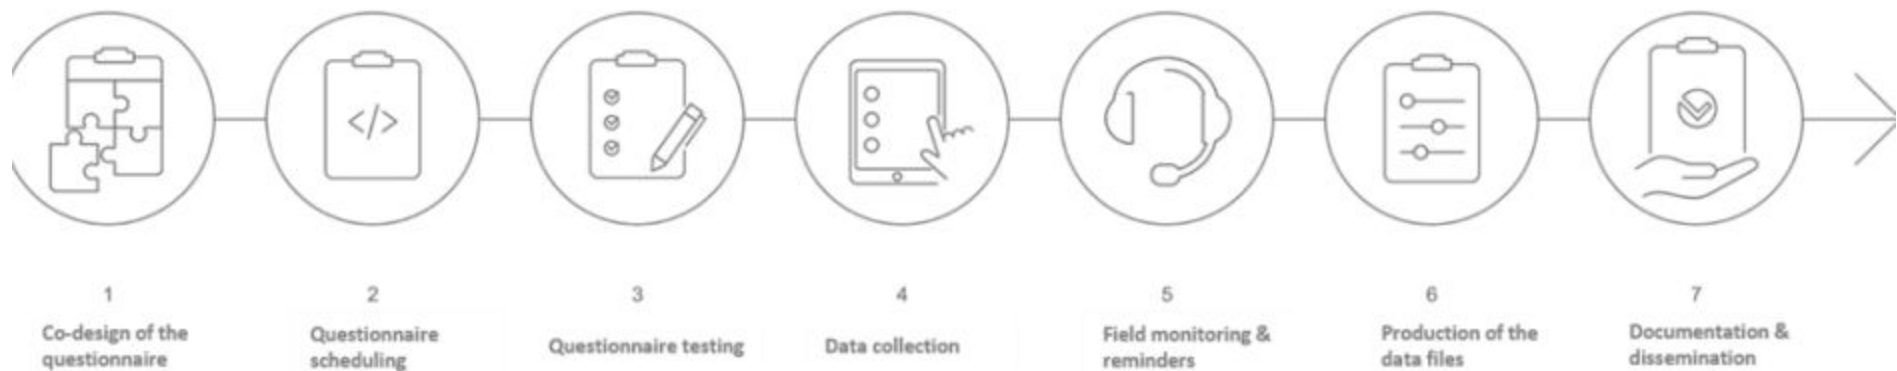 </>
1
Co-design of the
questionnaire
2
Questionnaire
scheduling
3
Questionnaire testing
4
Data collection
5
Field monitoring &
reminders
6
Production of the
data files
7
Documentation &
dissemination